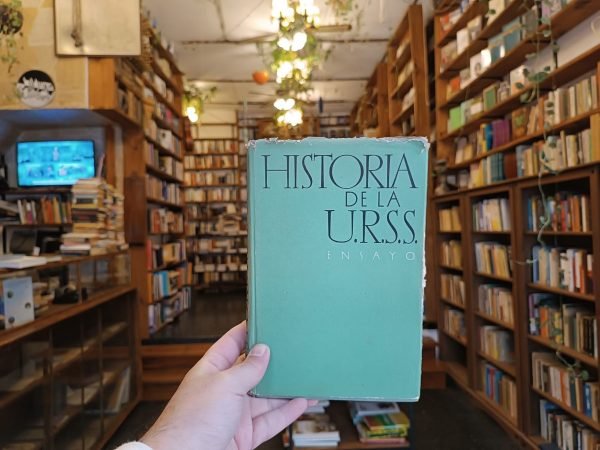 HISTORIA
DE LA
U.R.S.S.
ENSAYO